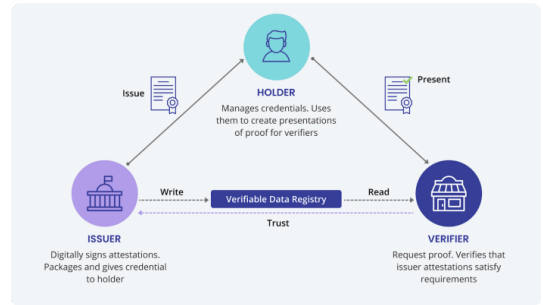 Issue
Present
HOLDER
Manages credentials. Uses
them to create presentations
of proof for verifiers
Write
Verifiable Data Registry
Read
Trust
ISSUER
Digitally signs attestations.
Packages and gives credential
to holder
VERIFIER
Request proof. Verifies that
issuer attestations satisfy
requirements